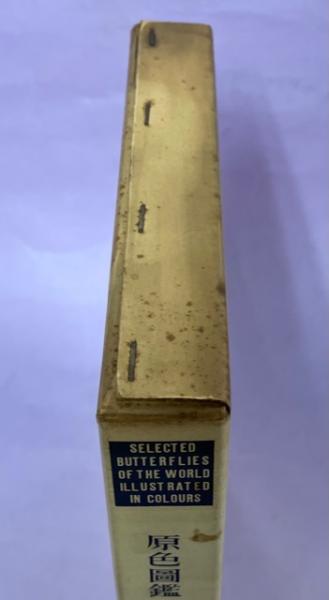 SELECTED
BUTTERFLIES
OF THE WORLD
ILLUSTRATED
IN COLOURS
原色圖鑑